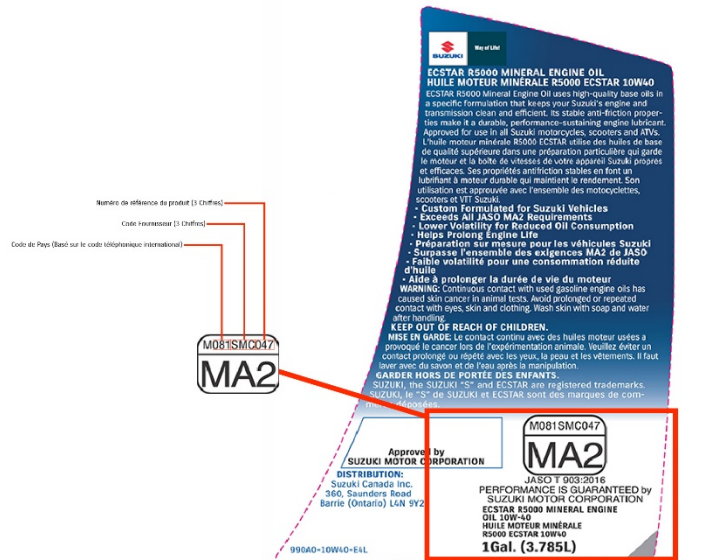 SUZUKI
Way of Life!
ECSTAR R5000 MINERAL ENGINE OIL
HUILE MOTEUR MINÉRALE R5000 ECSTAR 10W40
ECSTAR R5000 Mineral Engine Oil uses high-quality base oils in
a specific formulation that keeps your Suzuki's engine and
transmission clean and efficient. Its stable anti-friction proper-
ties make it a durable, performance-sustaining engine lubricant.
Approved for use in all Suzuki motorcycles, scooters and ATVs.
L'huile moteur minérale R5000 ECSTAR utilise des huiles de base
de qualité supérieure dans une préparation particulière qui garde
le moteur et la boîte de vitesses de votre appareil Suzuki propres
et efficaces. Ses propriétés antifriction stables en font un
lubrifiant à moteur durable qui maintient le rendement. Son
utilisation est approuvée avec l'ensemble des motocyclettes,
scooters et VTT Suzuki.
- Custom Formulated for Suzuki Vehicles
- Exceeds All JASO MA2 Requirements
- Lower Volatility for Reduced Oil Consumption
- Helps Prolong Engine Life
- Préparation sur mesure pour les véhicules Suzuki
- Surpasse l'ensemble des exigences MA2 de JASO
- Faible volatilité pour une consommation réduite
d'huile
- Aide à prolonger la durée de vie du moteur
WARNING: Continuous contact with used gasoline engine oils has
caused skin cancer in animal tests. Avoid prolonged or repeated
contact with eyes, skin and clothing. Wash skin with soap and water
after handling.
KEEP OUT OF REACH OF CHILDREN.
MISE EN GARDE: Le contact continu avec des huiles moteur usées a
provoqué le cancer lors de l'expérimentation animale. Veuillez éviter un
contact prolongé ou répété avec les yeux, la peau et les vêtements. Il faut
laver avec du savon et de l'eau après la manipulation.
GARDER HORS DE PORTÉE DES ENFANTS.
SUZUKI, the SUZUKI "S" and ECSTAR are registered trademarks.
SUZUKI, le "S" de SUZUKI et ECSTAR sont des marques de com-
déposées.
Numéro de référence du produit (3 Chiffres)
Code Fournisseur (3 Chiffres)
Code de Pays (Basé sur le code téléphonique international)
M081SMC047
MA2
Approved by
SUZUKI MOTOR CORPORATION
DISTRIBUTION:
Suzuki Canada Inc.
360, Saunders Road
Barrie (Ontario) L4N 9Y2
990A0-10W40-E4L
M081SMC047
MA2
JASO T 903:2016
PERFORMANCE IS GUARANTEED by
SUZUKI MOTOR CORPORATION
ECSTAR R5000 MINERAL ENGINE
OIL 10W-40
HUILE MOTEUR MINÉRALE
R5000 ECSTAR 10W40
1Gal. (3.785L)